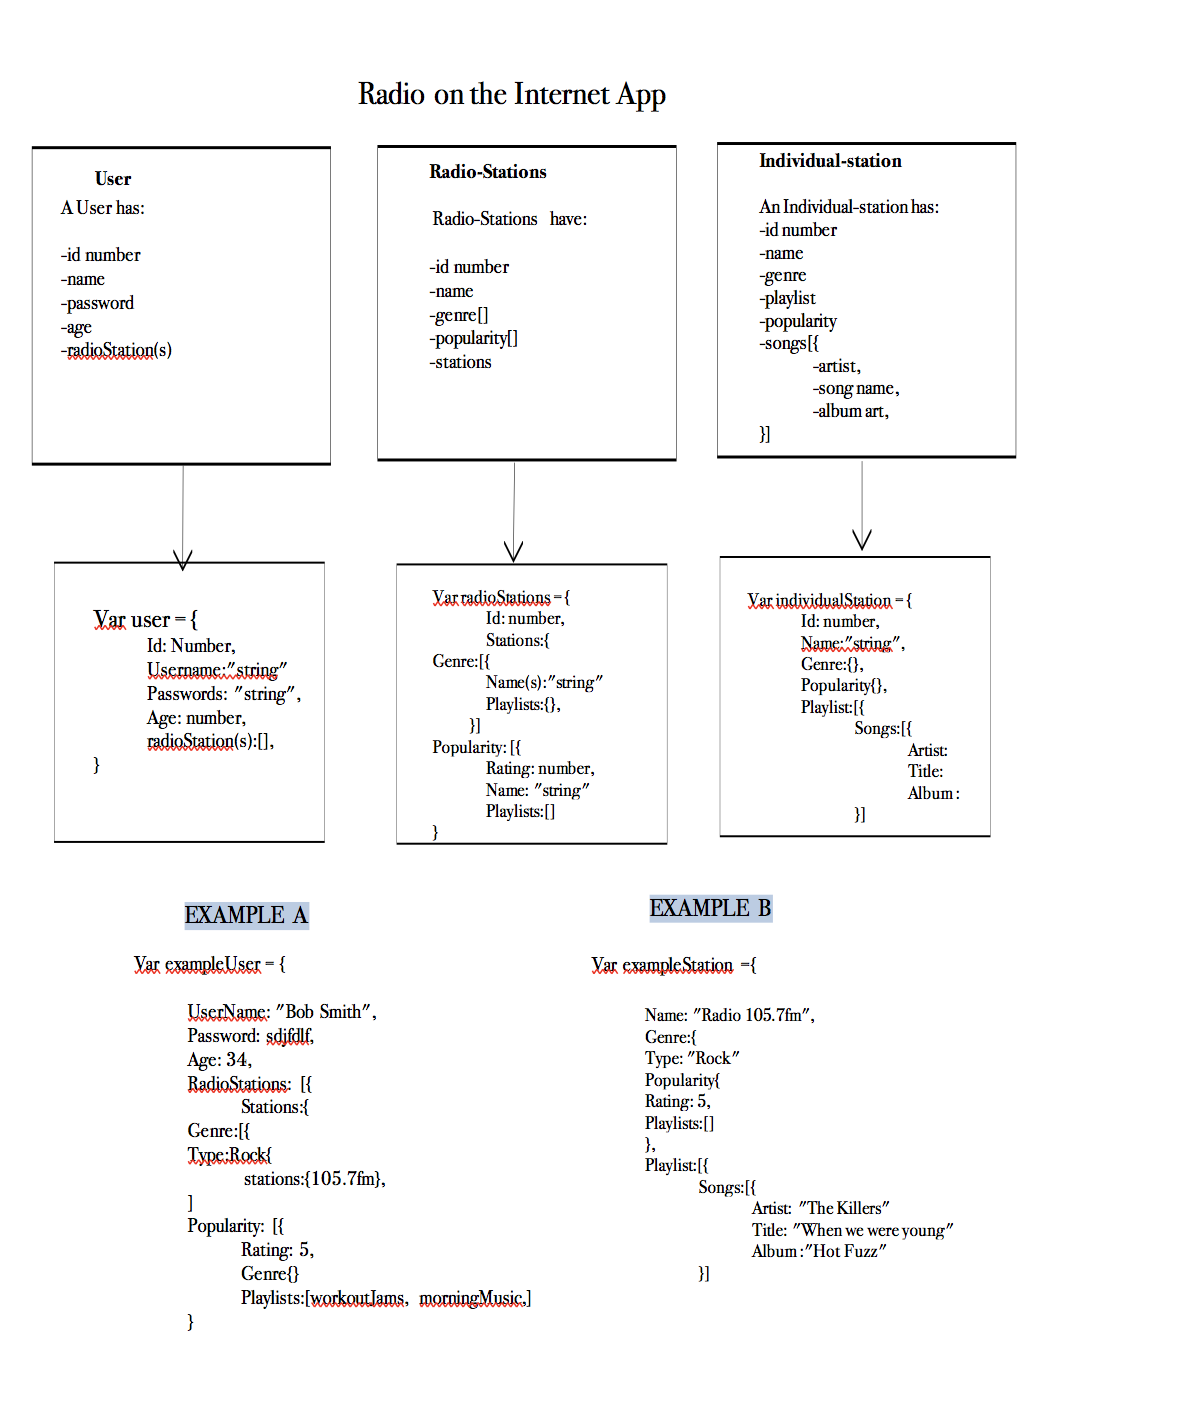 Radio on the Internet App
User
A User has:
-id number
-name
-password
-age
-radioStation(s)
Radio-Stations
Radio-Stations have:
-id number
-name
-genre[]
-popularity[]
-stations
Individual-station
An Individual-station has:
-id number
-name
-genre
-playlist
-popularity
-songs[{
-artist,
-song name,
-album art,
}]
Var user = {
Id: Number,
Username:"string"
Passwords: "string",
Age: number,
radioStation(s):[],
}
Var radioStations = {
Id: number,
Stations:{
Genre:[{
Name(s):"string"
Playlists:{},
}]
Popularity: [{
Rating: number,
Name: "string"
Playlists:[]
}
Var individualStation = {
Id: number,
Name:"string",
Genre:{},
Popularity{},
Playlist:[{
Songs:[{
Artist:
Title:
Album:
}]
EXAMPLE A
Var exampleUser = {
UserName: "Bob Smith",
Password: sdjfdlf,
Age: 34,
RadioStations: [{
Stations:{
Genre:[{
Type:Rock{
stations:{105.7fm},
]
Popularity: [{
Rating: 5,
Genre{}
Playlists:[workoutJams, morningMusic,]
}
EXAMPLE B
Var exampleStation ={
Name: "Radio 105.7fm",
Genre:{
Type: "Rock"
Popularity{
Rating: 5,
Playlists:[]
},
Playlist:[{
Songs:[{
Artist: "The Killers"
Title: "When we were young"
Album:"Hot Fuzz"
}]